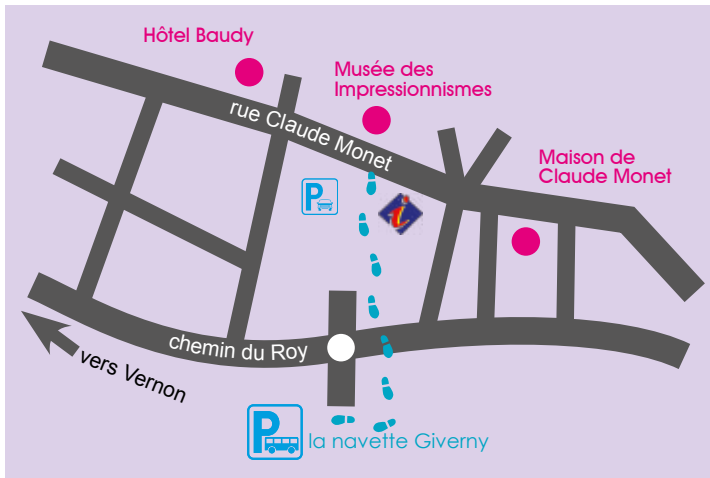 Hôtel Baudy
Musée des
Impressionnismes
rue Claude Monet
Maison de
Claude Monet
P
i
chemin du Roy
vers Vernon
P
la navette Giverny